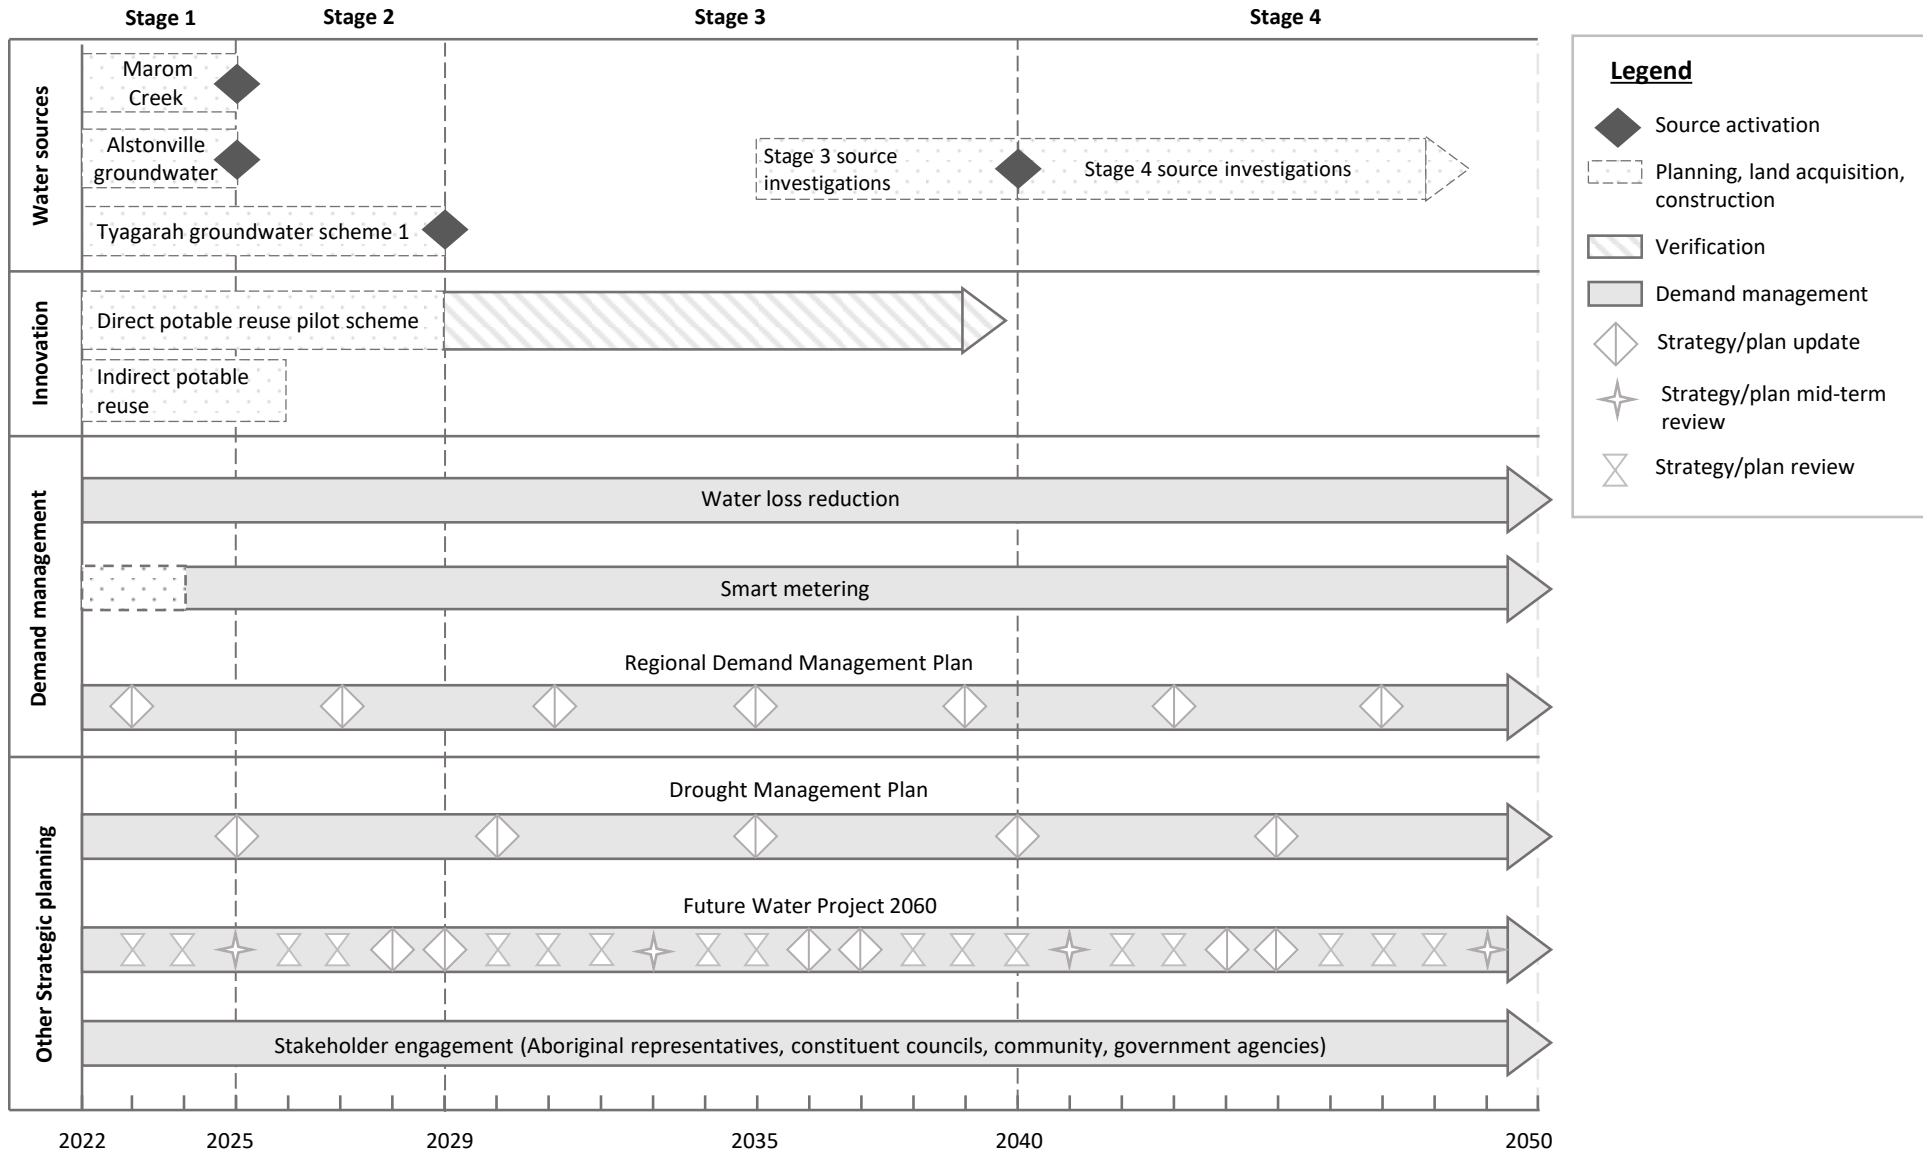 Stage 1
Stage 2
Stage 3
Stage 4
Water sources
Marom
Creek
Alstonville
groundwater
Tyagarah groundwater scheme 1
Stage 3 source
investigations
Stage 4 source investigations
Innovation
Direct potable reuse pilot scheme
Indirect potable
reuse
Demand management
Water loss reduction
Smart metering
Regional Demand Management Plan
Other Strategic planning
Drought Management Plan
Future Water Project 2060
Stakeholder engagement (Aboriginal representatives, constituent councils, community, government agencies)
2022
2025
2029
2035
2040
2050
Legend
Source activation
Planning, land acquisition,
construction
Verification
Demand management
Strategy/plan update
Strategy/plan mid-term
review
Strategy/plan review